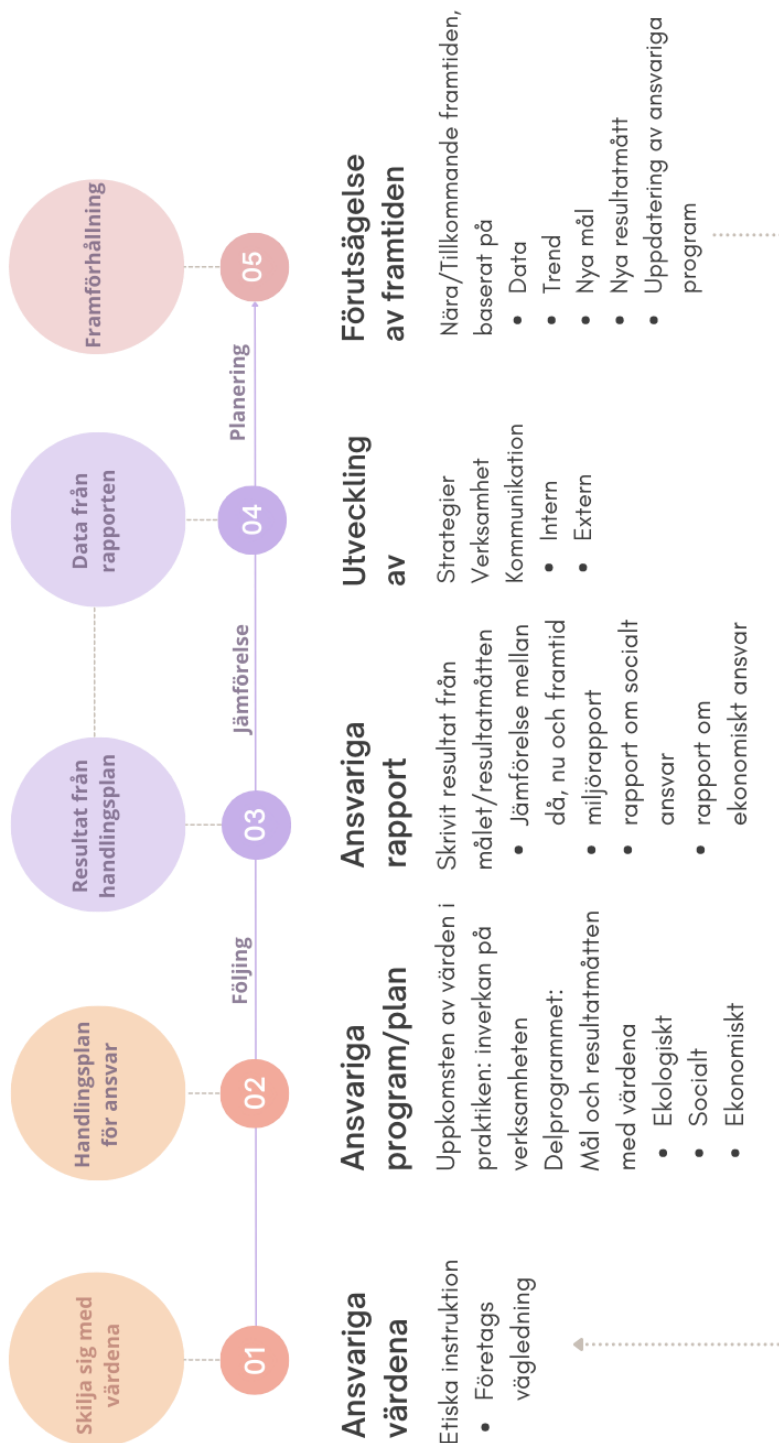 Skilja sig med
värdena
Handlingsplan
för ansvar
Resultat från
handlingsplan
Data från
rapporten
Framförhållning
01
02
Följing
03
Jämförelse
04
Planering
05
Ansvariga
värdena
Etiska instruktion
• Företags
vägledning
Ansvariga
program/plan
Uppkomsten av värden i
praktiken: inverkan på
verksamheten
Delprogrammet:
Mål och resultatmåtten
med värdena
• Ekologiskt
• Socialt
• Ekonomiskt
Ansvariga
rapport
Skrivit resultat från
målet/resultatmåtten
• Jämförelse mellan
då, nu och framtid
• miljörapport
• rapport om socialt
ansvar
• rapport om
ekonomiskt ansvar
Utveckling
av
Strategier
Verksamhet
Kommunikation
• Intern
• Extern
Förutsägelse
av framtiden
Nära/Tillkommande framtiden,
baserat på
• Data
• Trend
• Nya mål
• Nya resultatmått
• Uppdatering av ansvariga
program